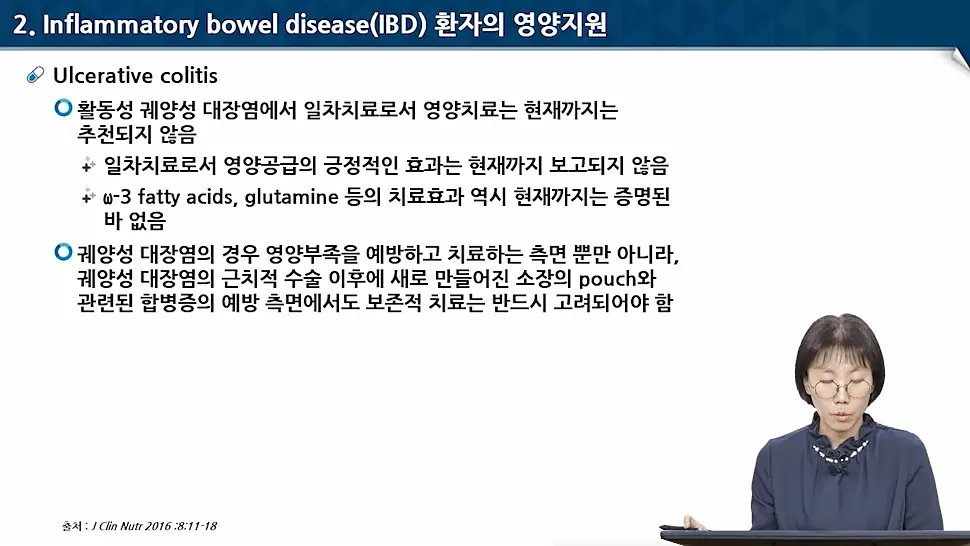 2. Inflammatory bowel disease(IBD) 환자의 영양지원
Ulcerative colitis
활동성 궤양성 대장염에서 일차치료로서 영양치료는 현재까지는
추천되지 않음
일차치료로서 영양공급의 긍정적인 효과는 현재까지 보고되지 않음
ω-3 fatty acids, glutamine 등의 치료효과 역시 현재까지는 증명된
바 없음
궤양성 대장염의 경우 영양부족을 예방하고 치료하는 측면 뿐만 아니라,
궤양성 대장염의 근치적 수술 이후에 새로 만들어진 소장의 pouch와
관련된 합병증의 예방 측면에서도 보존적 치료는 반드시 고려되어야 함
출처 : J Clin Nutr 2016 :8:11-18